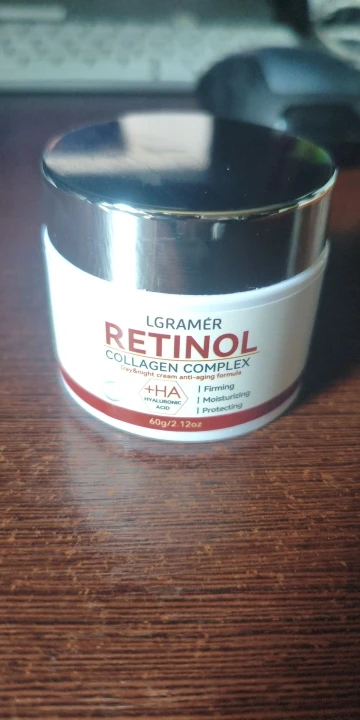 LGRAMÉR
RETINOL
COLLAGEN COMPLEX
Day&Night cream anti-aging formula
+HA
HYALURONIC
ACID
| Firming
| Moisturizing
| Protecting
60g/2.12oz